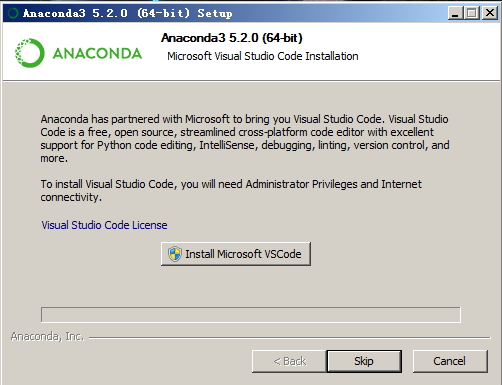 Anaconda3 5.2.0 (64-bit) Setup
ANACONDA
Anaconda3 5.2.0 (64-bit)
Microsoft Visual Studio Code Installation
Anaconda has partnered with Microsoft to bring you Visual Studio Code. Visual Studio
Code is a free, open source, streamlined cross-platform code editor with excellent
support for Python code editing, IntelliSense, debugging, linting, version control, and
more.
To install Visual Studio Code, you will need Administrator Privileges and Internet
connectivity.
Visual Studio Code License
Install Microsoft VSCode
Anaconda, Inc.
< Back
Skip
Cancel